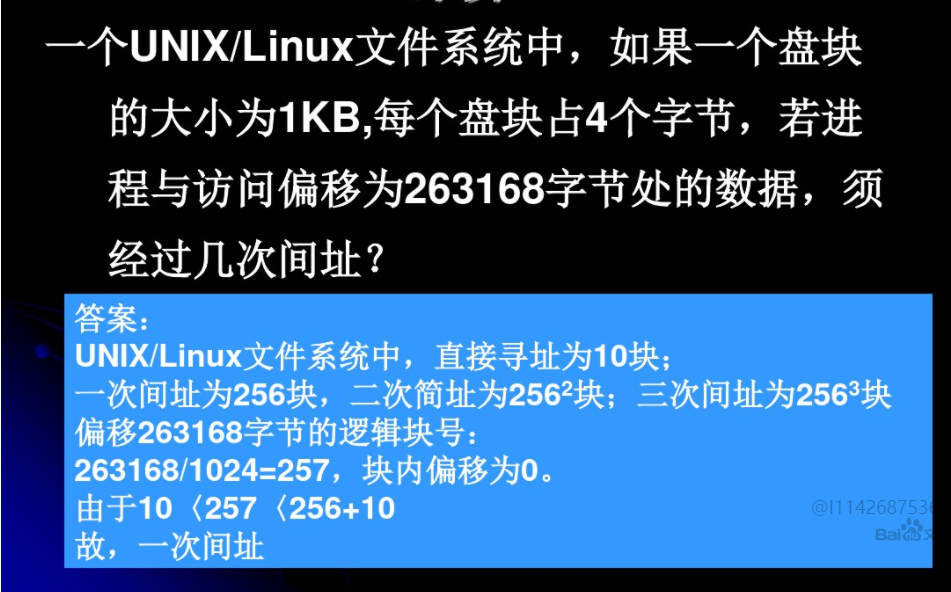 一个UNIX/Linux文件系统中，如果一个盘块
的大小为1KB,每个盘块占4个字节，若进
程与访问偏移为263168字节处的数据，须
经过几次间址？
答案：
UNIX/Linux文件系统中，直接寻址为10块；
一次间址为256块，二次简址为256²块；三次间址为256³块
偏移263168字节的逻辑块号：
263168/1024=257，块内偏移为0。
由于10〈257〈256+10
故，一次间址
@l1142687536
Bai